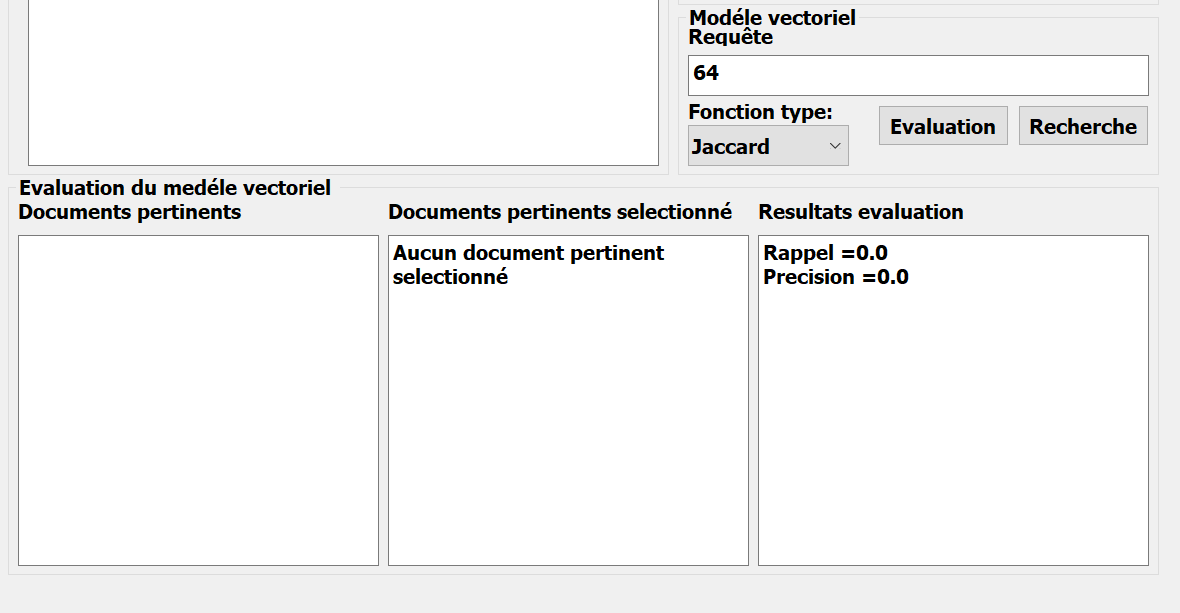 Modéle vectoriel
Requête
64
Fonction type:
Jaccard
Evaluation
Recherche
Evaluation du medéle vectoriel
Documents pertinents
Documents pertinents selectionné
Resultats evaluation
Aucun document pertinent
selectionné
Rappel =0.0
Precision =0.0